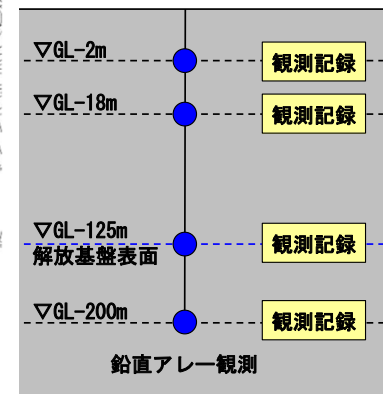 ▽GL-2m
観測記録
▽GL-18m
観測記録
▽GL-125m
解放基盤表面
観測記録
▽GL-200m
観測記録
鉛直アレー観測